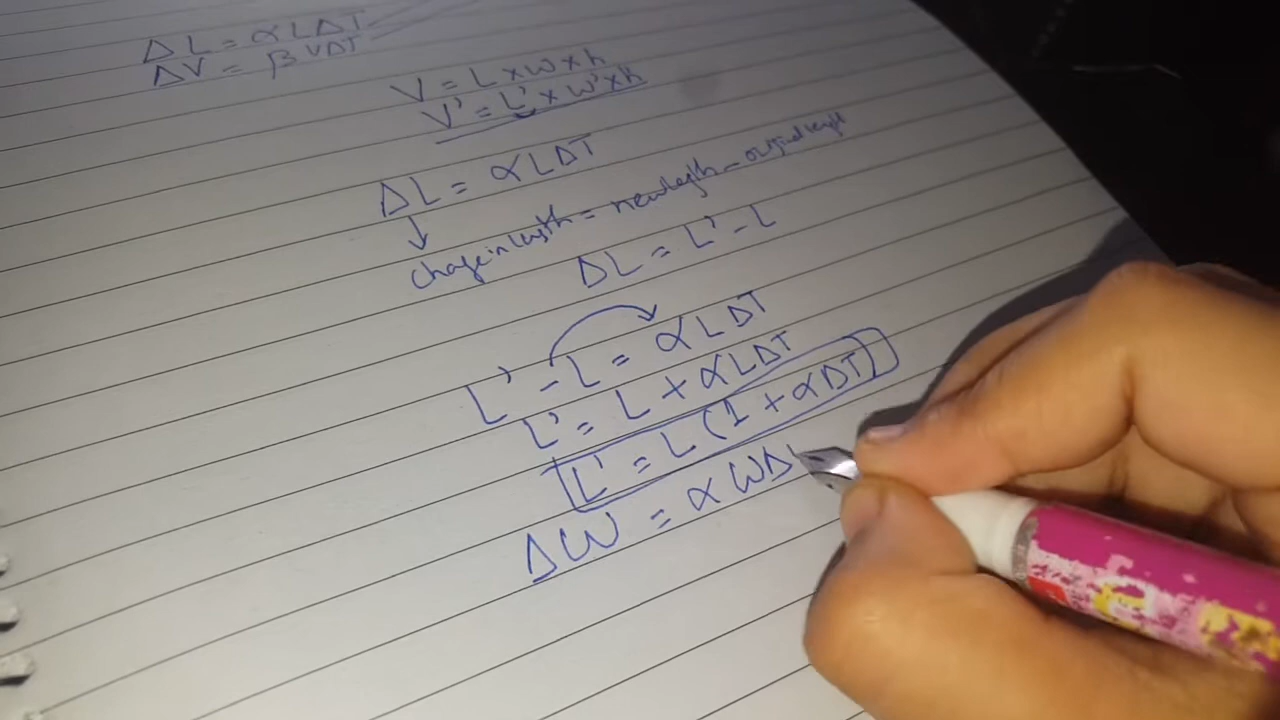 ΔL = αLΔT
ΔV = βVΔT
V = L×W×h
V' = L'×W'×h
ΔL = αLΔT
↓
Change in length = new length - original length
ΔL = L' - L
L' - L = αLΔT
L' = L + αLΔT
L' = L(1 + αΔT)
ΔW = αWΔ